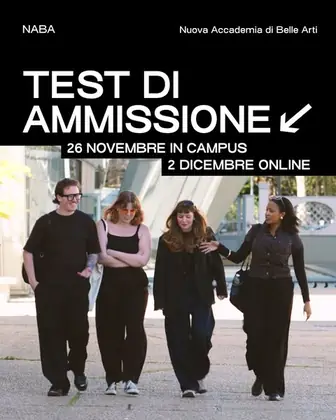 NABA
Nuova Accademia di Belle Arti
TEST DI
AMMISSIONE↙
26 NOVEMBRE IN CAMPUS
2 DICEMBRE ONLINE